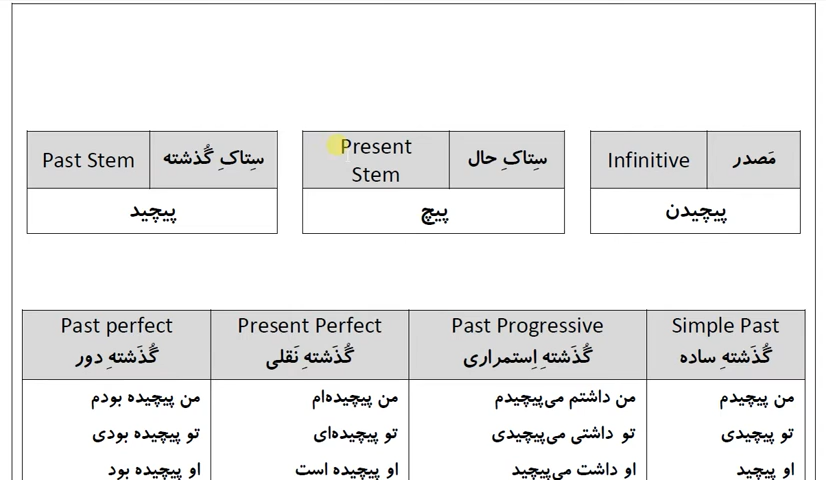 مَصدر Infinitive
پیچیدن
سِتاکِ حال Present Stem
پیچ
سِتاکِ گُذشته Past Stem
پیچید
Simple Past
گُذَشتهِ ساده
من پیچیدم
تو پیچیدی
او پیچید
Past Progressive
گُذَشتهِ اِستمراری
من داشتم می‌پیچیدم
تو داشتی می‌پیچیدی
او داشت می‌پیچید
Present Perfect
گُذَشتهِ نَقلی
من پیچیده‌ام
تو پیچیده‌ای
او پیچیده است
Past perfect
گُذَشتهِ دور
من پیچیده بودم
تو پیچیده بودی
او پیچیده بود